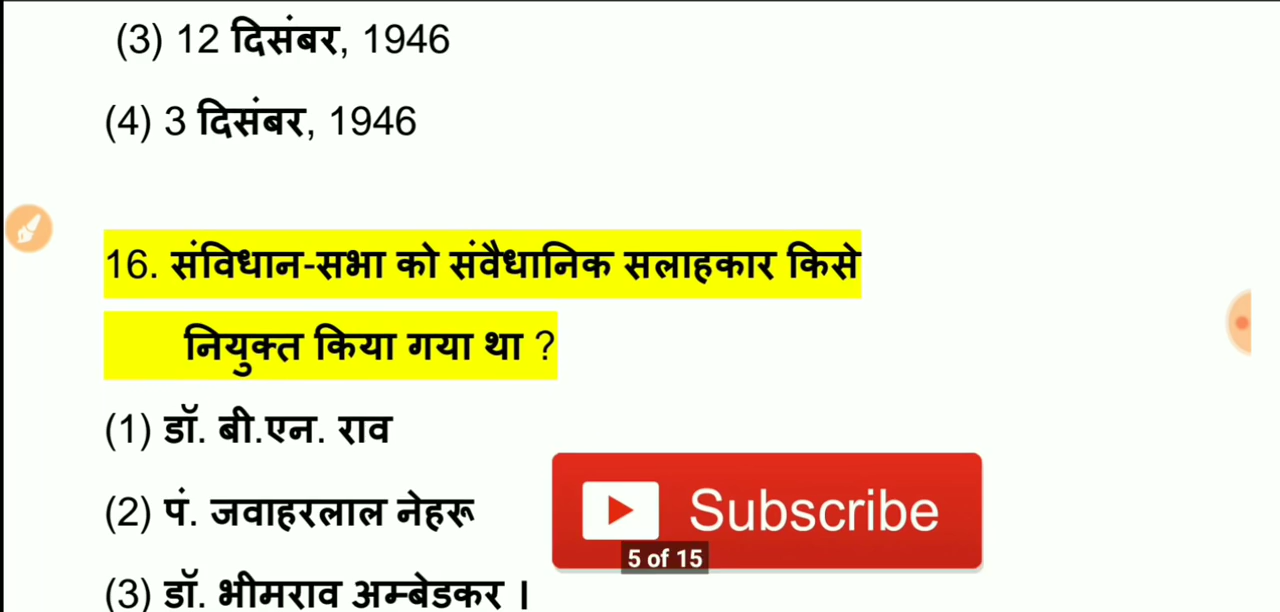 (3) 12 दिसंबर, 1946
(4) 3 दिसंबर, 1946
16. संविधान-सभा को संवैधानिक सलाहकार किसे
नियुक्त किया गया था ?
(1) डॉ. बी.एन. राव
(2) पं. जवाहरलाल नेहरू
Subscribe
5 of 15
(3) डॉ. भीमराव अम्बेडकर ।